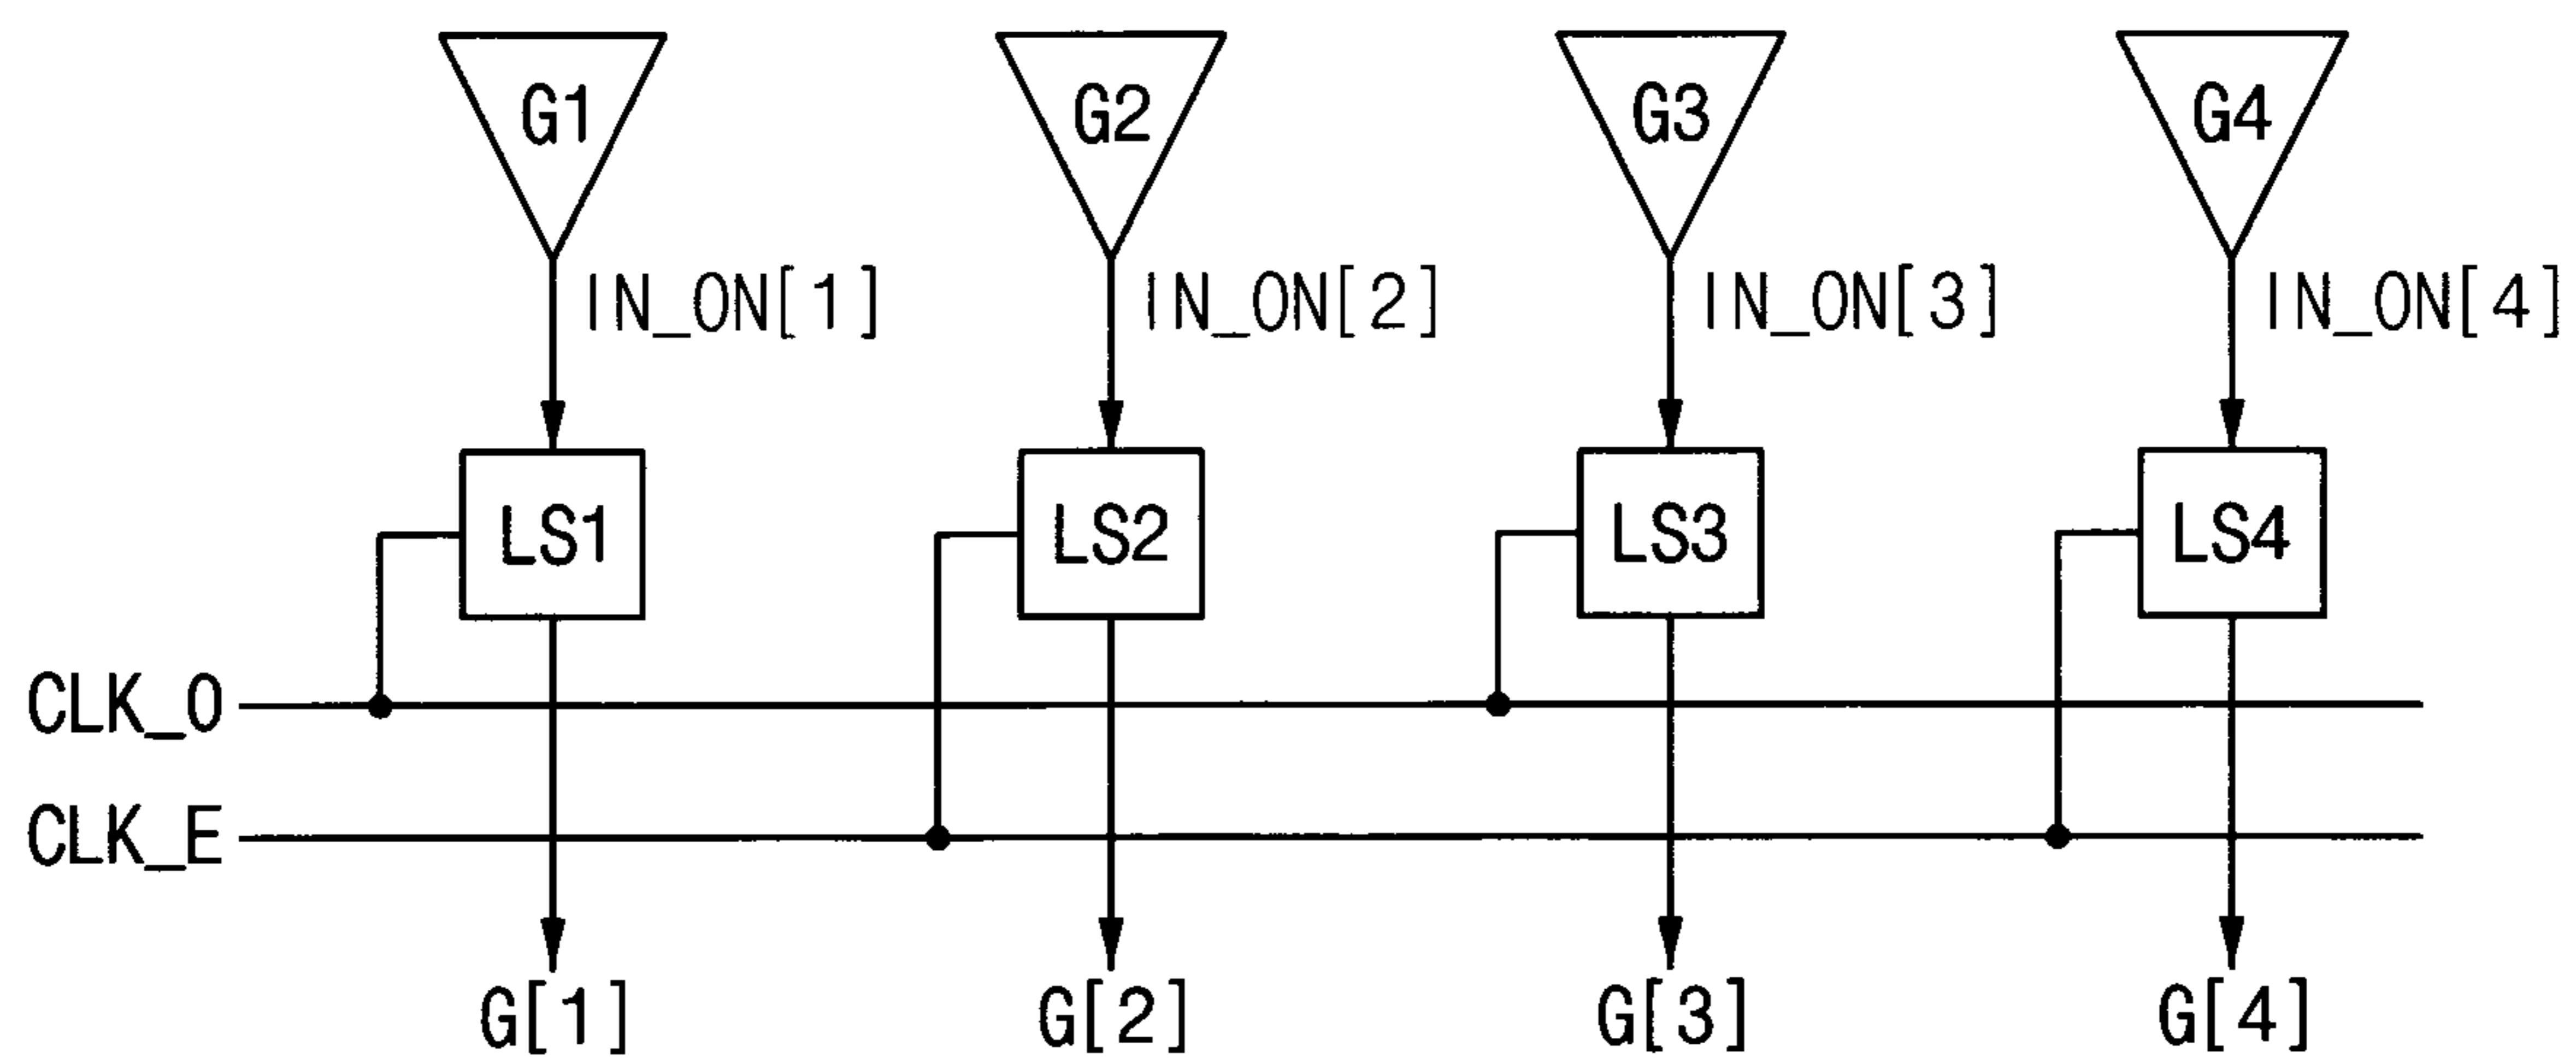 G1 G2 G3 G4
IN_ON[1] IN_ON[2] IN_ON[3] IN_ON[4]
LS1 LS2 LS3 LS4
CLK_O
CLK_E
G[1] G[2] G[3] G[4]